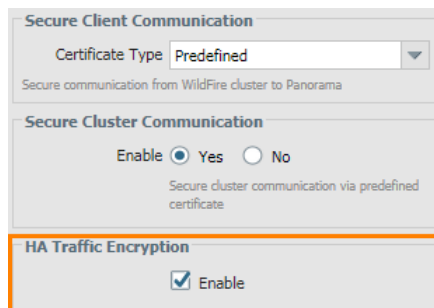 Secure Client Communication
Certificate Type Predefined
Secure communication from WildFire cluster to Panorama
Secure Cluster Communication
Enable Yes No
Secure cluster communication via predefined
certificate
HA Traffic Encryption
Enable